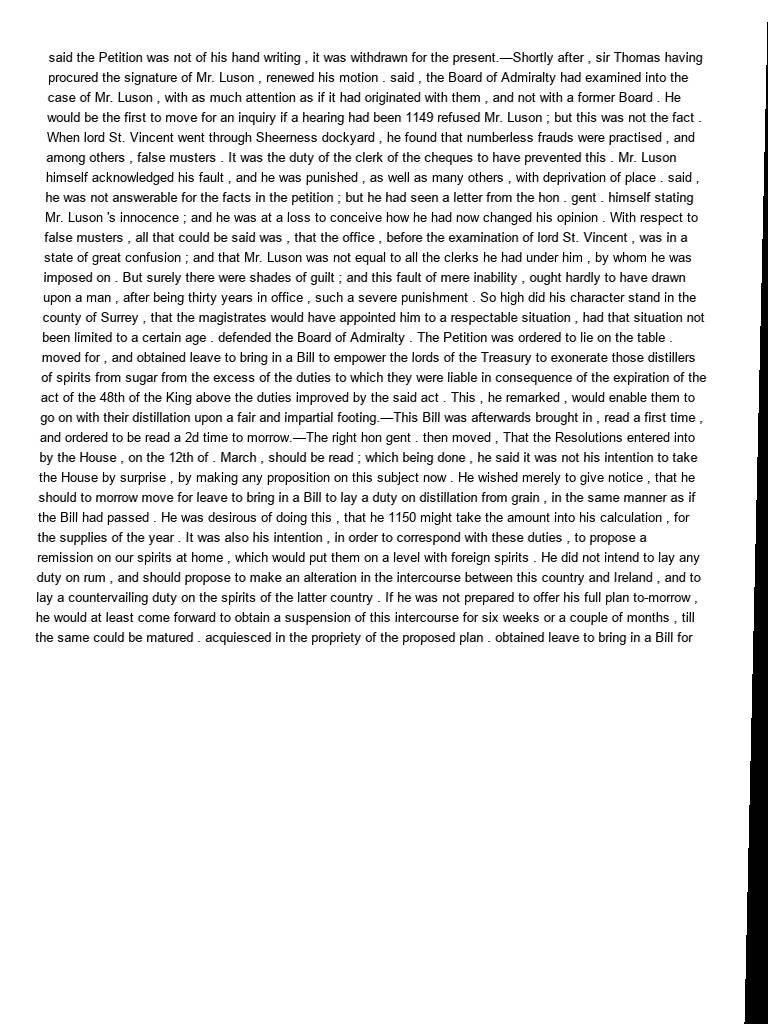 said the Petition was not of his hand writing , it was withdrawn for the present.—Shortly after , sir Thomas having
procured the signature of Mr. Luson , renewed his motion . said , the Board of Admiralty had examined into the
case of Mr. Luson , with as much attention as if it had originated with them , and not with a former Board . He
would be the first to move for an inquiry if a hearing had been 1149 refused Mr. Luson ; but this was not the fact .
When lord St. Vincent went through Sheerness dockyard , he found that numberless frauds were practised , and
among others , false musters . It was the duty of the clerk of the cheques to have prevented this . Mr. Luson
himself acknowledged his fault , and he was punished , as well as many others , with deprivation of place . said ,
he was not answerable for the facts in the petition ; but he had seen a letter from the hon . gent . himself stating
Mr. Luson 's innocence ; and he was at a loss to conceive how he had now changed his opinion . With respect to
false musters , all that could be said was , that the office , before the examination of lord St. Vincent , was in a
state of great confusion ; and that Mr. Luson was not equal to all the clerks he had under him , by whom he was
imposed on . But surely there were shades of guilt ; and this fault of mere inability , ought hardly to have drawn
upon a man , after being thirty years in office , such a severe punishment . So high did his character stand in the
county of Surrey , that the magistrates would have appointed him to a respectable situation , had that situation not
been limited to a certain age . defended the Board of Admiralty . The Petition was ordered to lie on the table .
moved for , and obtained leave to bring in a Bill to empower the lords of the Treasury to exonerate those distillers
of spirits from sugar from the excess of the duties to which they were liable in consequence of the expiration of the
act of the 48th of the King above the duties improved by the said act . This , he remarked , would enable them to
go on with their distillation upon a fair and impartial footing.—This Bill was afterwards brought in , read a first time ,
and ordered to be read a 2d time to morrow.—The right hon gent . then moved , That the Resolutions entered into
by the House , on the 12th of . March , should be read ; which being done , he said it was not his intention to take
the House by surprise , by making any proposition on this subject now . He wished merely to give notice , that he
should to morrow move for leave to bring in a Bill to lay a duty on distillation from grain , in the same manner as if
the Bill had passed . He was desirous of doing this , that he 1150 might take the amount into his calculation , for
the supplies of the year . It was also his intention , in order to correspond with these duties , to propose a
remission on our spirits at home , which would put them on a level with foreign spirits . He did not intend to lay any
duty on rum , and should propose to make an alteration in the intercourse between this country and Ireland , and to
lay a countervailing duty on the spirits of the latter country . If he was not prepared to offer his full plan to-morrow ,
he would at least come forward to obtain a suspension of this intercourse for six weeks or a couple of months , till
the same could be matured . acquiesced in the propriety of the proposed plan . obtained leave to bring in a Bill for